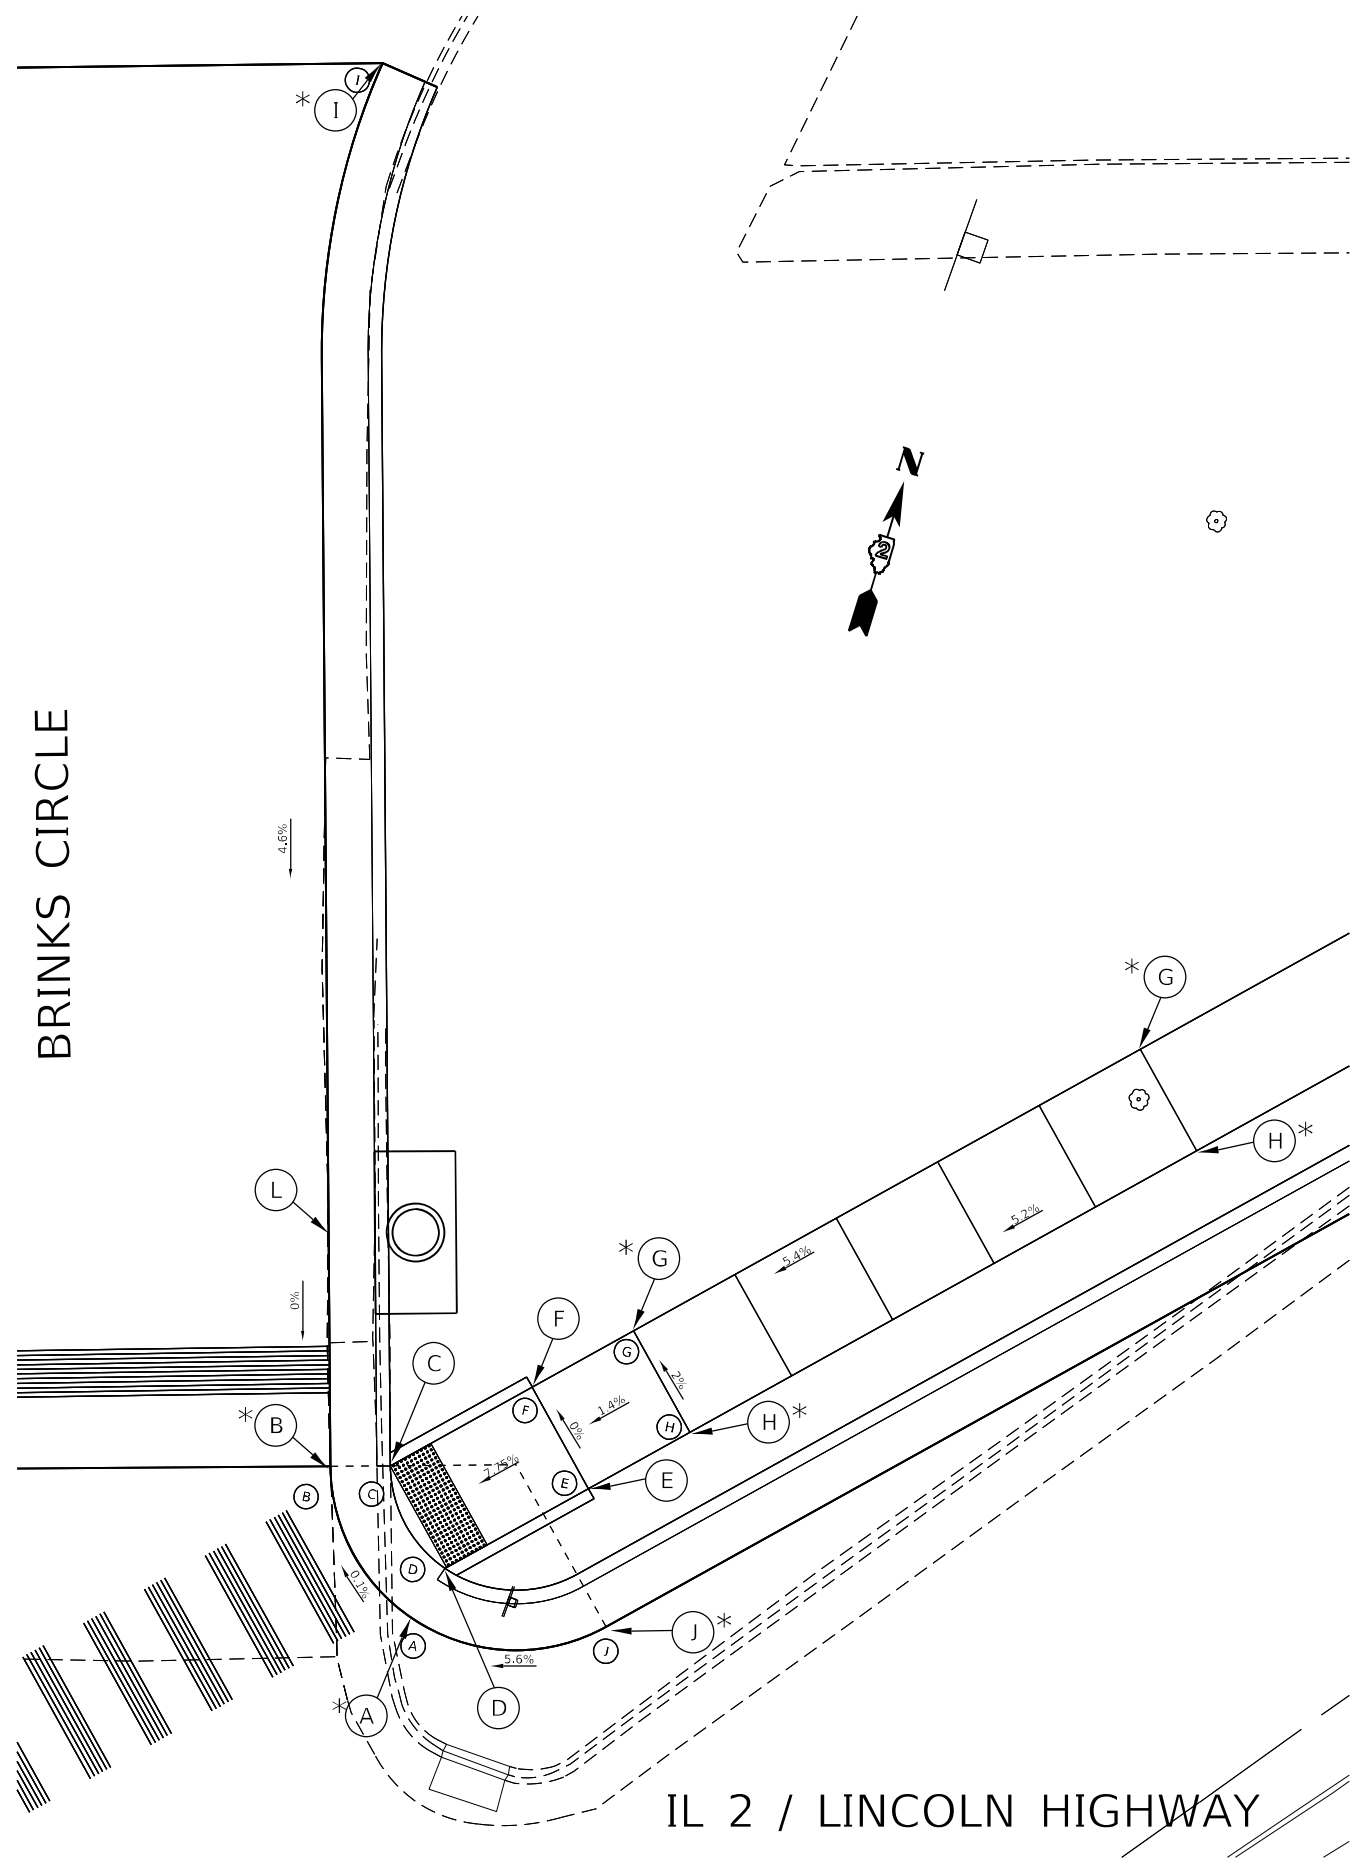 I
* I
N
2
BRINKS CIRCLE
4.6%
* G
H *
L
5.2%
* G
5.4%
0%
F
C
G
2%
1.4%
F
0%
H
H *
* B
7.75%
E
E
B
C
D
0.1%
A
J
J *
5.6%
* A
D
IL 2 / LINCOLN HIGHWAY